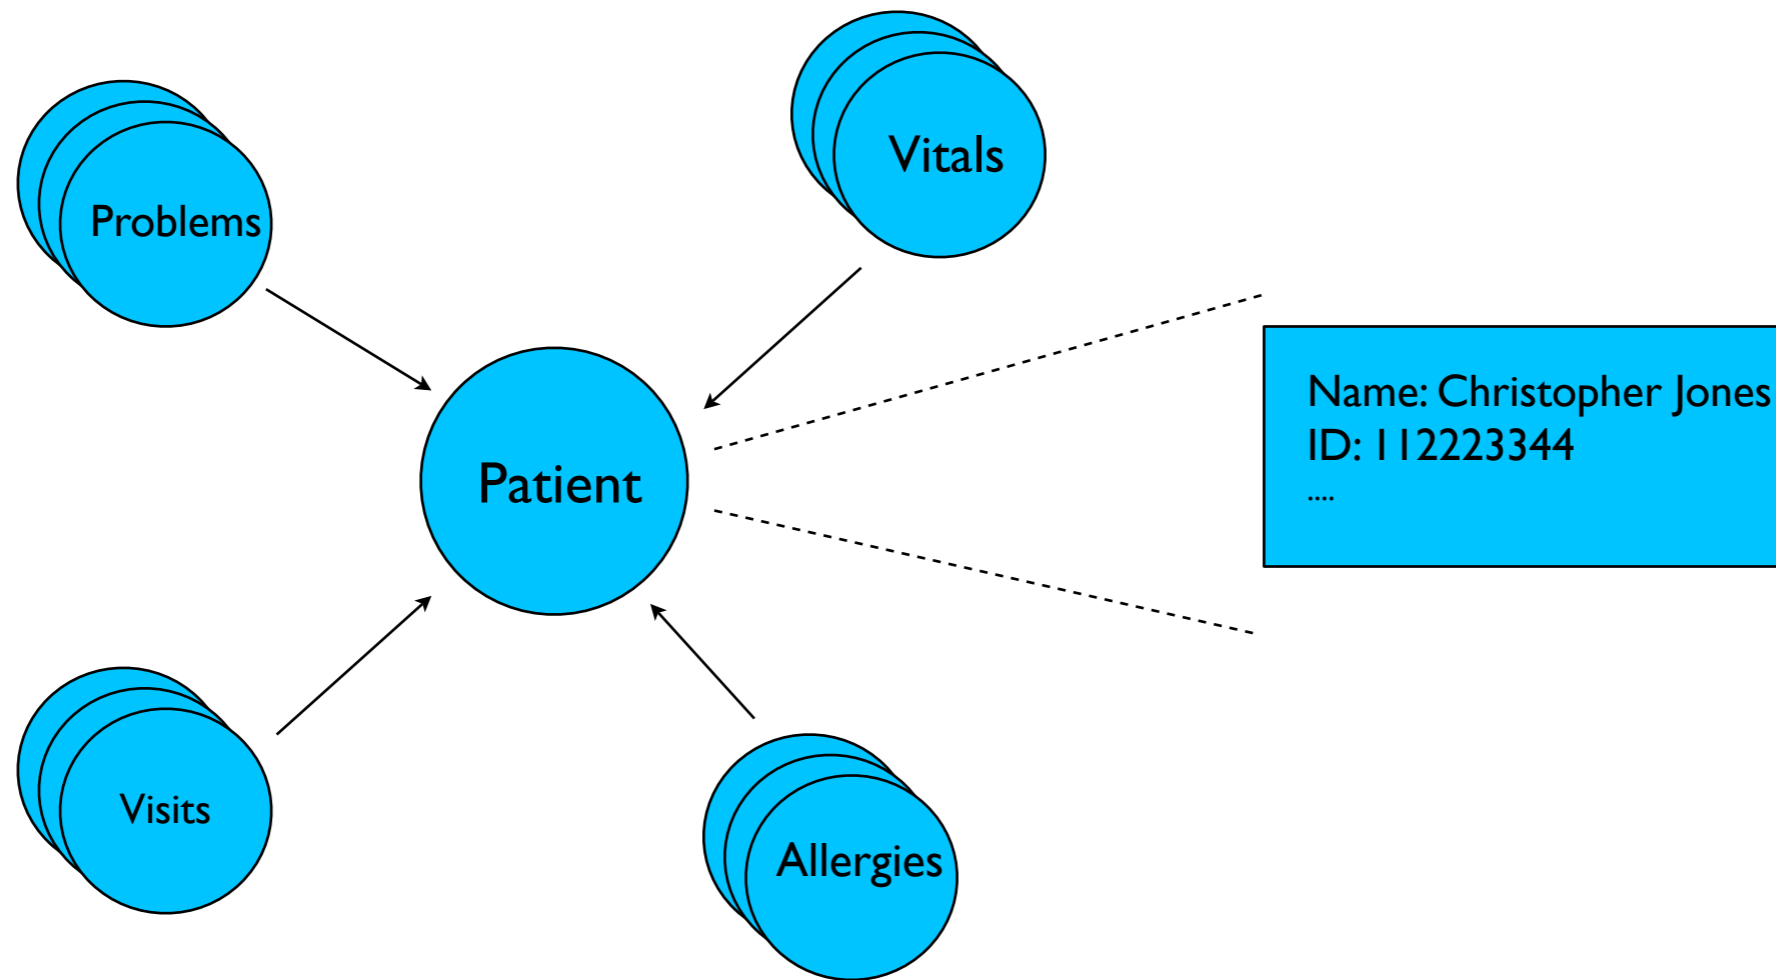 Vitals
Problems
Name: Christopher Jones
ID: 112223344
....
Patient
Visits
Allergies